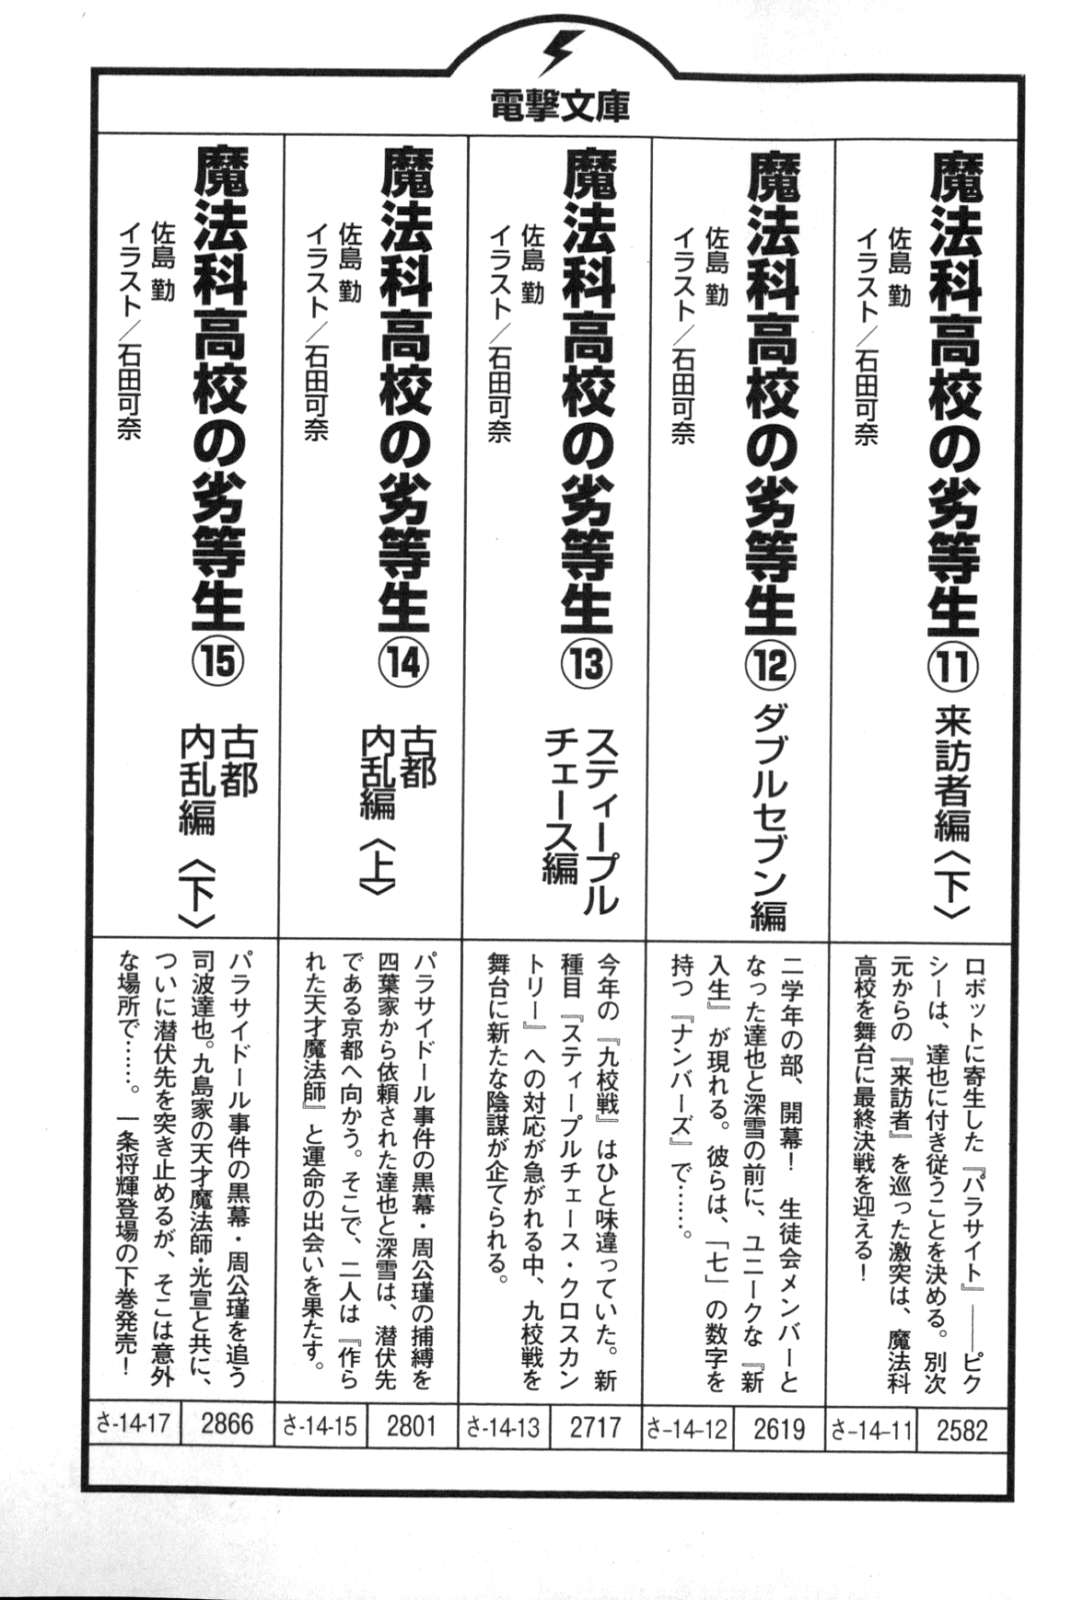 電撃文庫
魔法科高校の劣等生⑪ 来訪者編〈下〉
佐島 勤
イラスト／石田可奈
ロボットに寄生した『パラサイト』――ピク
シーは、達也に付き従うことを決める。別次
元からの『来訪者』を巡った激突は、魔法科
高校を舞台に最終決戦を迎える！
さ-14-11
2582
魔法科高校の劣等生⑫ ダブルセブン編
佐島 勤
イラスト／石田可奈
二学年の部、開幕！　生徒会メンバーと
なった達也と深雪の前に、ユニークな『新
入生』が現れる。彼らは、「七」の数字を
持つ『ナンバーズ』で……。
さ-14-12
2619
魔法科高校の劣等生⑬
スティープル
チェース編
佐島 勤
イラスト／石田可奈
今年の『九校戦』はひと味違っていた。新
種目『スティープルチェース・クロスカン
トリー』への対応が急がれる中、九校戦を
舞台に新たな陰謀が企てられる。
さ-14-13
2717
魔法科高校の劣等生⑭
古都
内乱編〈上〉
佐島 勤
イラスト／石田可奈
パラサイドール事件の黒幕・周公瑾の捕縛を
四葉家から依頼された達也と深雪は、潜伏先
である京都へ向かう。そこで、二人は『作ら
れた天才魔法師』と運命の出会いを果たす。
さ-14-15
2801
魔法科高校の劣等生⑮
古都
内乱編〈下〉
佐島 勤
イラスト／石田可奈
パラサイドール事件の黒幕・周公瑾を追う
司波達也。九島家の天才魔法師・光宣と共に、
ついに潜伏先を突き止めるが、そこは意外
な場所で……。一条将輝登場の下巻発売！
さ-14-17
2866